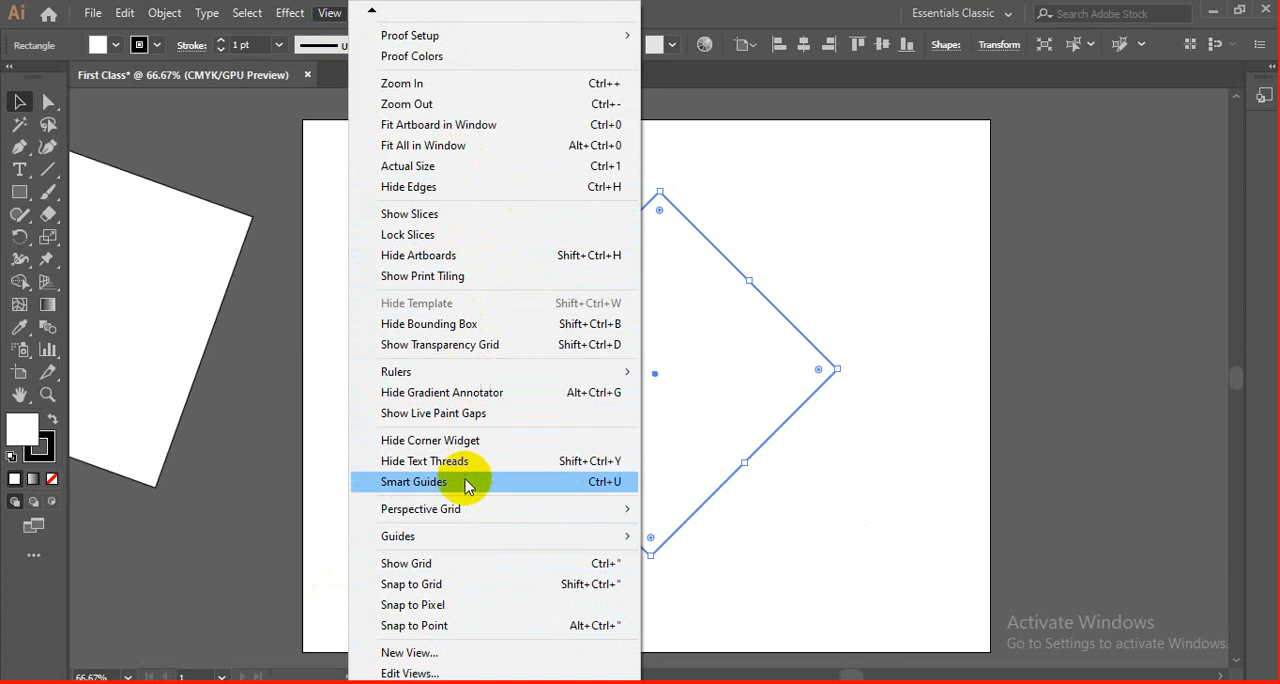 Ai File Edit Object Type Select Effect View Essentials Classic Search Adobe Stock
Rectangle Stroke: 1 pt Shape: Transform
First Class* @ 66.67% (CMYK/GPU Preview) ×
Proof Setup
Proof Colors
Zoom In Ctrl++
Zoom Out Ctrl+-
Fit Artboard in Window Ctrl+0
Fit All in Window Alt+Ctrl+0
Actual Size Ctrl+1
Hide Edges Ctrl+H
Show Slices
Lock Slices
Hide Artboards Shift+Ctrl+H
Show Print Tiling
Hide Template Shift+Ctrl+W
Hide Bounding Box Shift+Ctrl+B
Show Transparency Grid Shift+Ctrl+D
Rulers
Hide Gradient Annotator Alt+Ctrl+G
Show Live Paint Gaps
Hide Corner Widget
Hide Text Threads Shift+Ctrl+Y
Smart Guides Ctrl+U
Perspective Grid
Guides
Show Grid Ctrl+"
Snap to Grid Shift+Ctrl+"
Snap to Pixel
Snap to Point Alt+Ctrl+"
New View...
Edit Views...
Activate Windows
Go to Settings to activate Windows.
66.67% 1